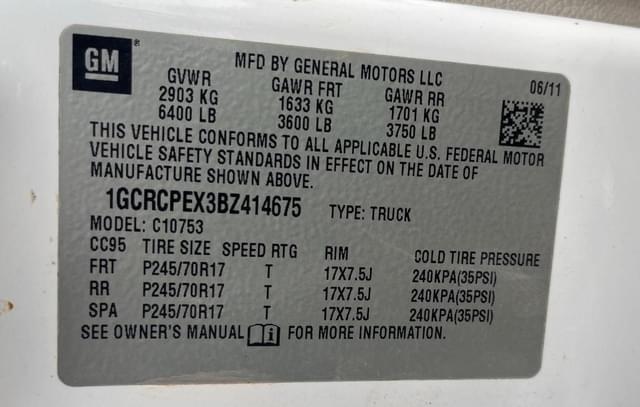 GM ®
MFD BY GENERAL MOTORS LLC 06/11
GVWR GAWR FRT GAWR RR
2903 KG 1633 KG 1701 KG
6400 LB 3600 LB 3750 LB
THIS VEHICLE CONFORMS TO ALL APPLICABLE U.S. FEDERAL MOTOR
VEHICLE SAFETY STANDARDS IN EFFECT ON THE DATE OF
MANUFACTURE SHOWN ABOVE.
1GCRCPEX3BZ414675 TYPE: TRUCK
MODEL: C10753
CC95 TIRE SIZE SPEED RTG RIM COLD TIRE PRESSURE
FRT P245/70R17 T 17X7.5J 240KPA(35PSI)
RR P245/70R17 T 17X7.5J 240KPA(35PSI)
SPA P245/70R17 T 17X7.5J 240KPA(35PSI)
SEE OWNER'S MANUAL i FOR MORE INFORMATION.